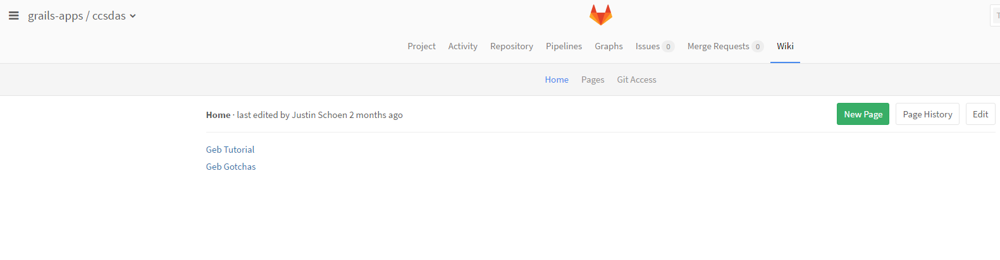 grails-apps / ccsdas
T
Project Activity Repository Pipelines Graphs Issues 0 Merge Requests 0 Wiki
Home Pages Git Access
Home · last edited by Justin Schoen 2 months ago
New Page Page History Edit
Geb Tutorial
Geb Gotchas